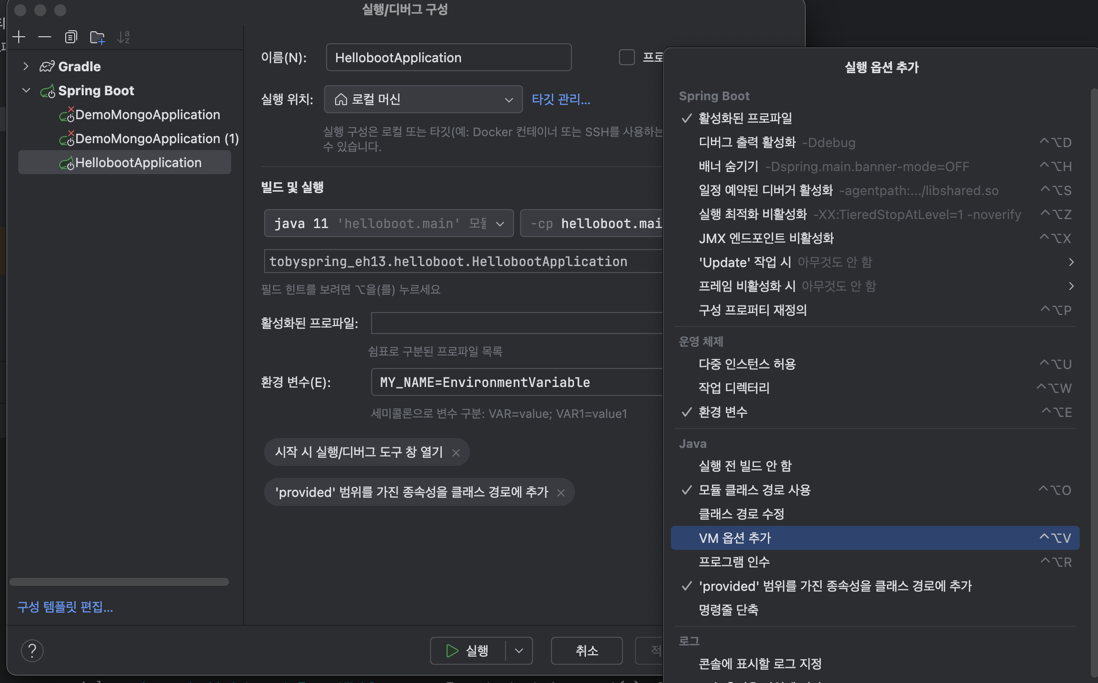 실행/디버그 구성
Gradle
Spring Boot
DemoMongoApplication
DemoMongoApplication (1)
HellobootApplication
구성 템플릿 편집...
이름(N):
HellobootApplication
실행 위치:
로컬 머신
타깃 관리...
실행 구성은 로컬 또는 타깃(예: Docker 컨테이너 또는 SSH를 사용하는
수 있습니다.
빌드 및 실행
java 11 'helloboot.main' 모듈
-cp helloboot.mai
tobyspring_eh13.helloboot.HellobootApplication
필드 힌트를 보려면 ⌥을(를) 누르세요
활성화된 프로파일:
쉼표로 구분된 프로파일 목록
환경 변수(E):
MY_NAME=EnvironmentVariable
세미콜론으로 변수 구분: VAR=value; VAR1=value1
시작 시 실행/디버그 도구 창 열기
'provided' 범위를 가진 종속성을 클래스 경로에 추가
?
실행
취소
실행 옵션 추가
Spring Boot
활성화된 프로파일
디버그 출력 활성화 -Ddebug ⌃⌥D
배너 숨기기 -Dspring.main.banner-mode=OFF ⌃⌥H
일정 예약된 디버거 활성화 -agentpath:.../libshared.so ⌃⌥S
실행 최적화 비활성화 -XX:TieredStopAtLevel=1 -noverify ⌃⌥Z
JMX 엔드포인트 비활성화 ⌃⌥X
'Update' 작업 시 아무것도 안 함
프레임 비활성화 시 아무것도 안 함
구성 프로퍼티 재정의 ⌃⌥P
운영 체제
다중 인스턴스 허용 ⌃⌥U
작업 디렉터리 ⌃⌥W
환경 변수 ⌃⌥E
Java
실행 전 빌드 안 함
모듈 클래스 경로 사용 ⌃⌥O
클래스 경로 수정
VM 옵션 추가 ⌃⌥V
프로그램 인수 ⌃⌥R
'provided' 범위를 가진 종속성을 클래스 경로에 추가
명령줄 단축
로그
콘솔에 표시할 로그 지정